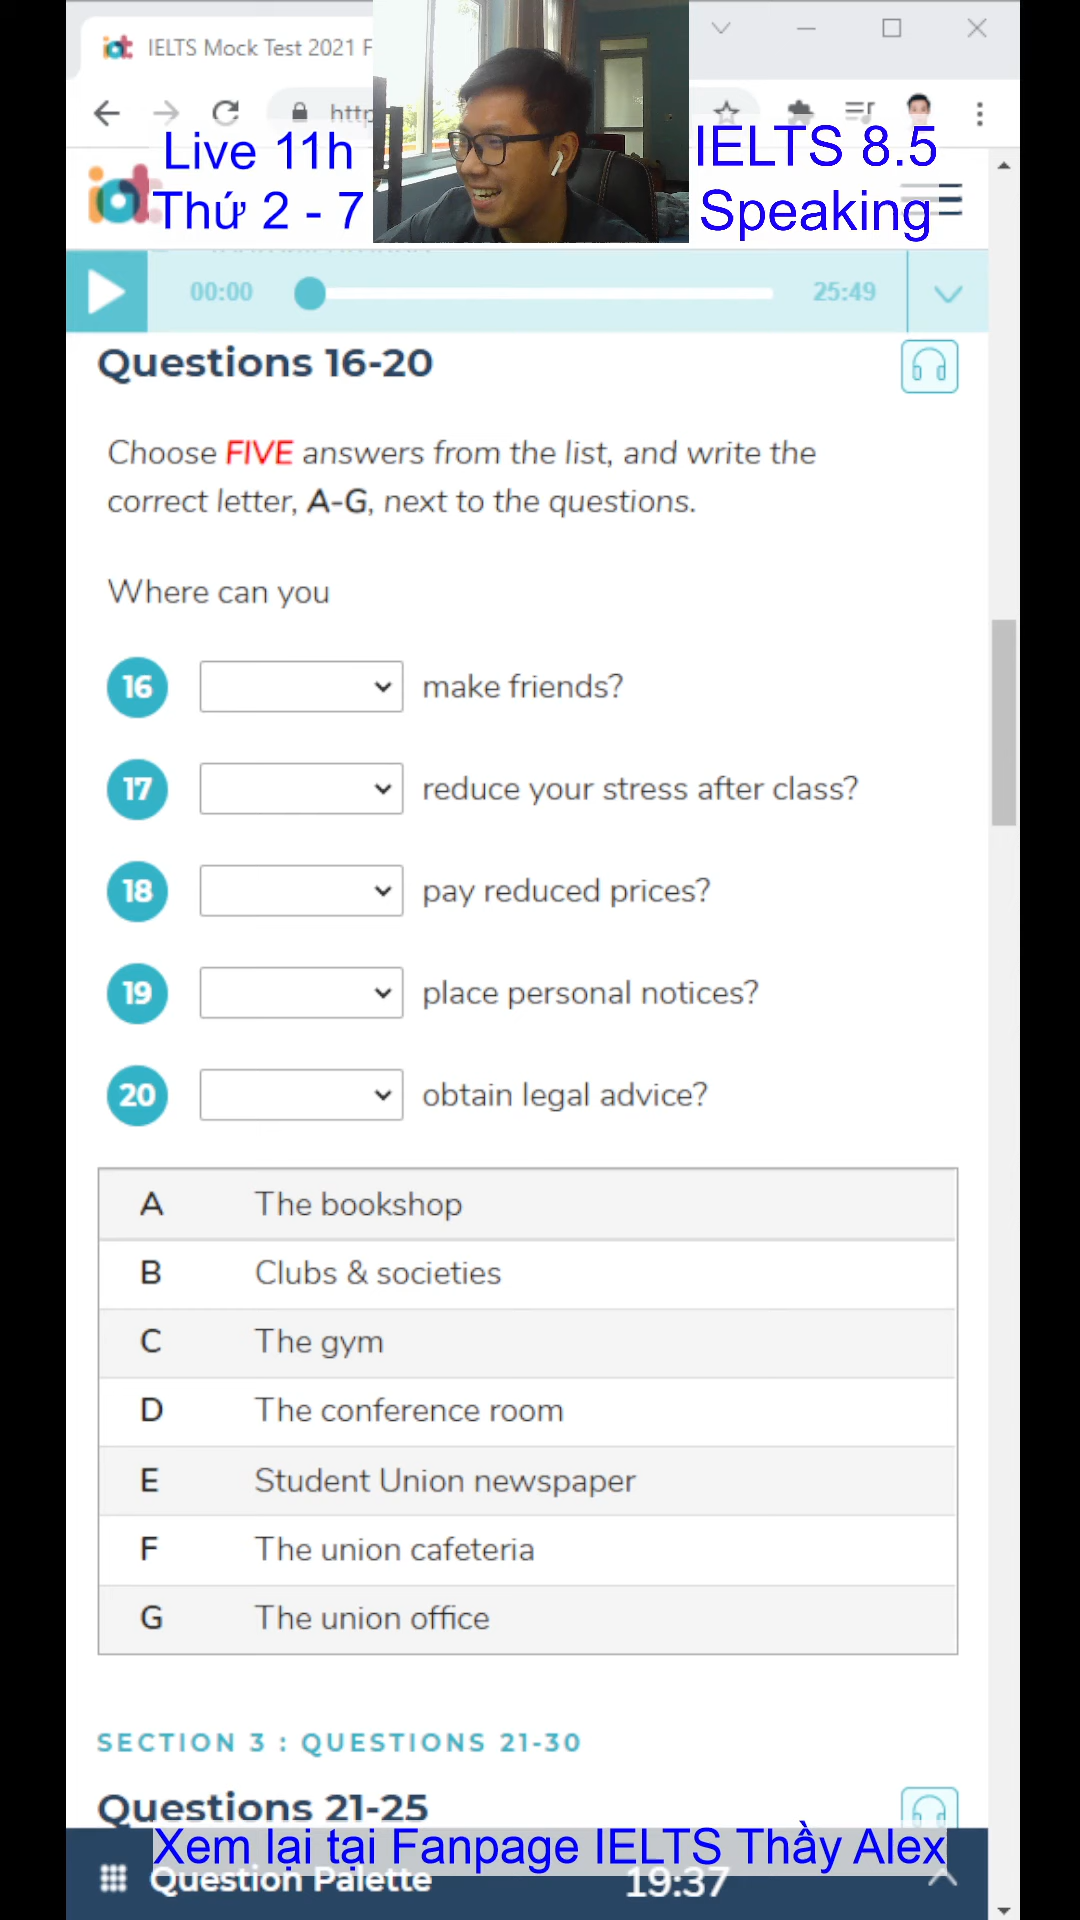 IELTS Mock Test 2021 F
http
Live 11h
Thứ 2 - 7
IELTS 8.5
Speaking
iot
00:00
25:49
Questions 16-20
Choose FIVE answers from the list, and write the
correct letter, A-G, next to the questions.
Where can you
16 make friends?
17 reduce your stress after class?
18 pay reduced prices?
19 place personal notices?
20 obtain legal advice?
A The bookshop
B Clubs & societies
C The gym
D The conference room
E Student Union newspaper
F The union cafeteria
G The union office
SECTION 3 : QUESTIONS 21-30
Questions 21-25
Xem lại tại Fanpage IELTS Thầy Alex
Question Palette 19:37